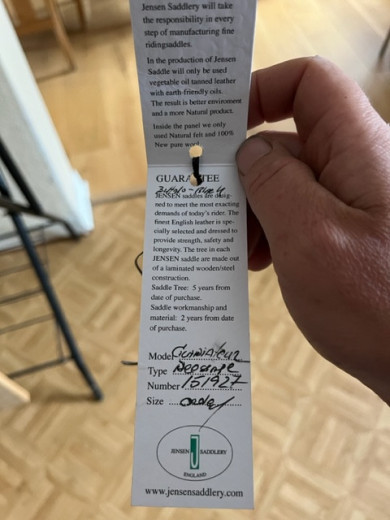 Jensen Saddlery will take
the responsibility in every
step of manufacturing fine
ridingsaddles.
In the production of Jensen
Saddle will only be used
vegetable oil tanned leather
with earth-friendly oils.
The result is better enviroment
and a more Natural product.
Inside the panel we only
used Natural felt and 100%
New pure wool.
JENSEN saddles are desig-
ned to meet the most exacting
demands of today's rider. The
finest English leather is spe-
cially selected and dressed to
provide strength, safety and
longevity. The tree in each
JENSEN saddle are made out
of a laminated wooden/steel
construction.
Saddle Tree: 5 years from
date of purchase.
Saddle workmanship and
material: 2 years from date
of purchase.
Model
Type
Number 151927
Size
JENSEN SADDLERY
ENGLAND
www.jensensaddlery.com